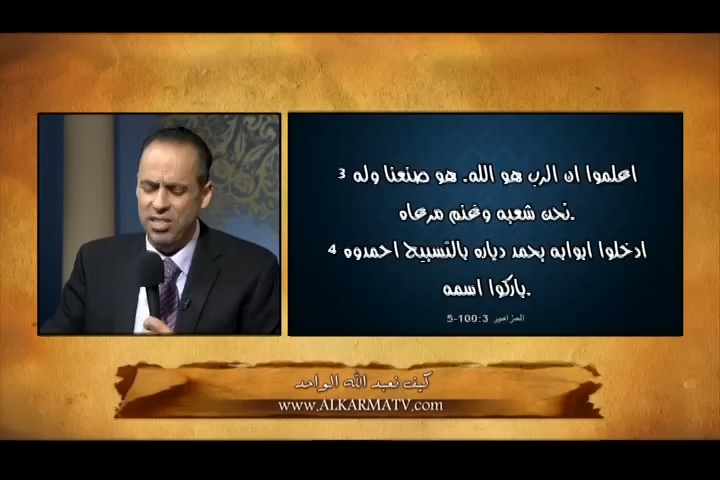 3 اعلموا ان الرب هو الله. هو صنعنا وله
نحن شعبه وغنم مرعاه.
4 ادخلوا ابوابه بحمد دياره بالتسبيح احمدوه
باركوا اسمه.
المزامير 100:3-5
كيف نعبد الله الواحد
www.ALKARMATV.com